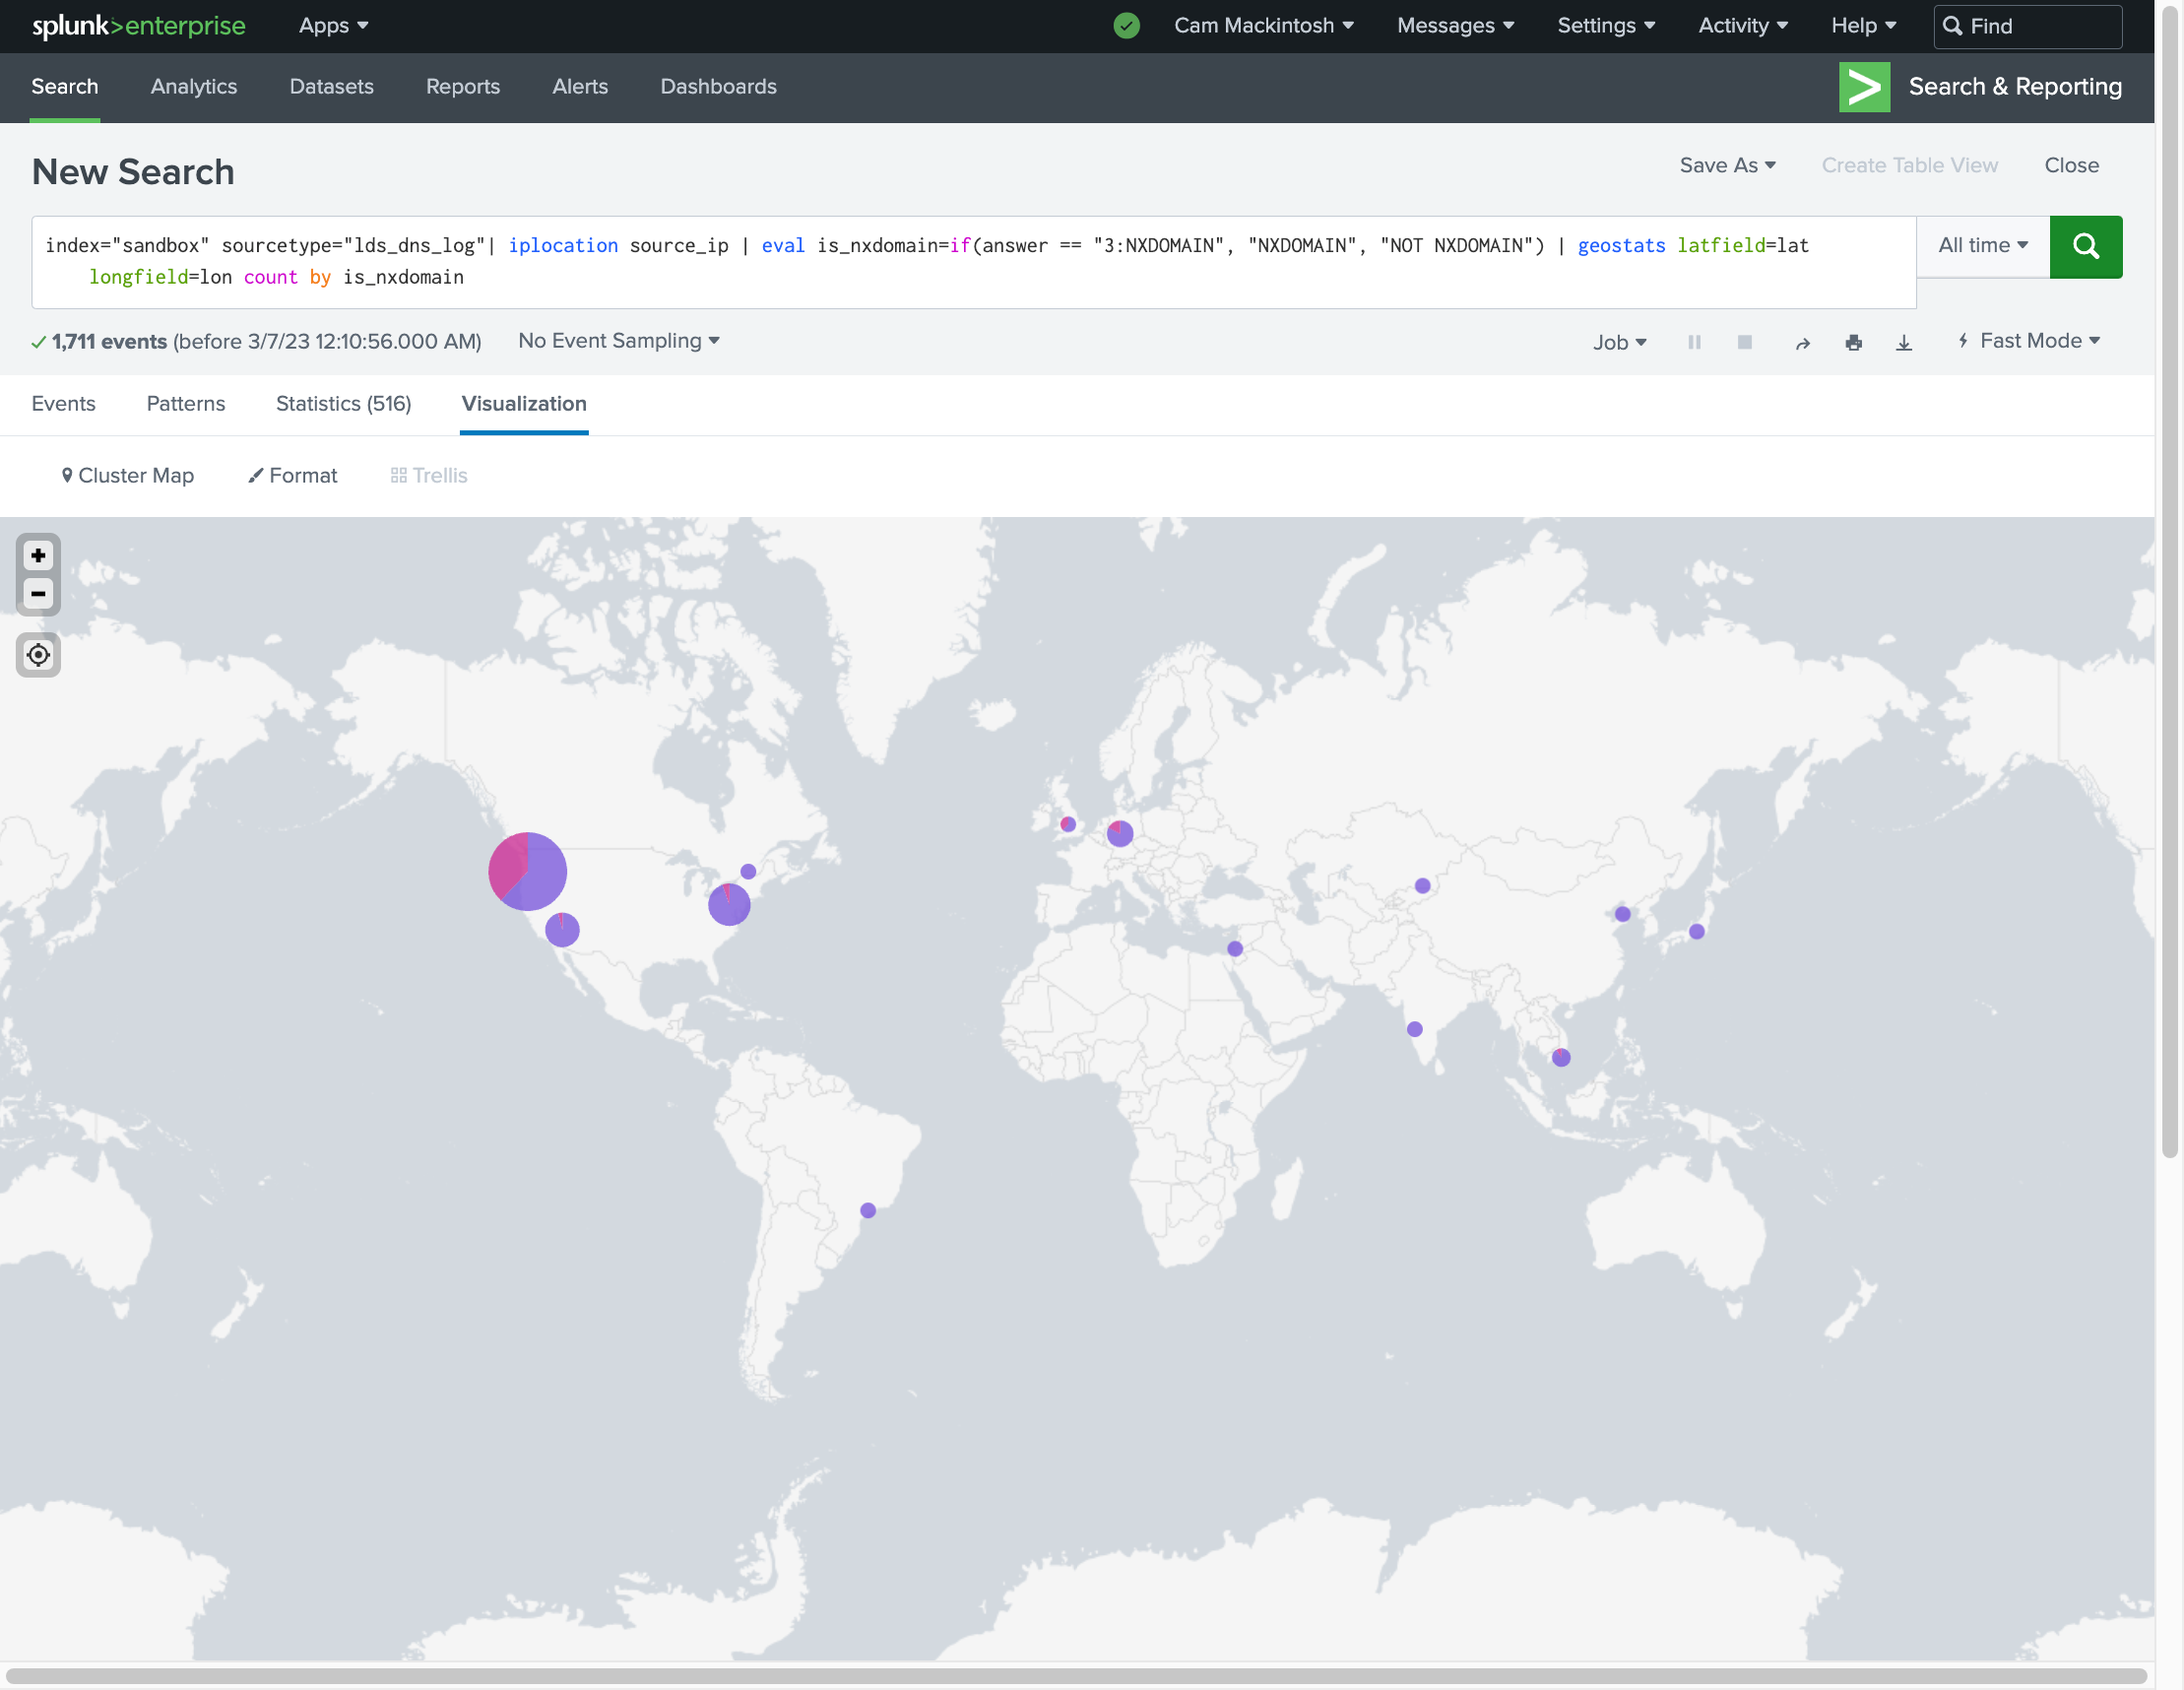 splunk>enterprise Apps Cam Mackintosh Messages Settings Activity Help Find
Search Analytics Datasets Reports Alerts Dashboards Search & Reporting
New Search Save As Create Table View Close
index="sandbox" sourcetype="lds_dns_log"| iplocation source_ip | eval is_nxdomain=if(answer == "3:NXDOMAIN", "NXDOMAIN", "NOT NXDOMAIN") | geostats latfield=lat
longfield=lon count by is_nxdomain
All time
1,711 events (before 3/7/23 12:10:56.000 AM) No Event Sampling Job Fast Mode
Events Patterns Statistics (516) Visualization
Cluster Map Format Trellis